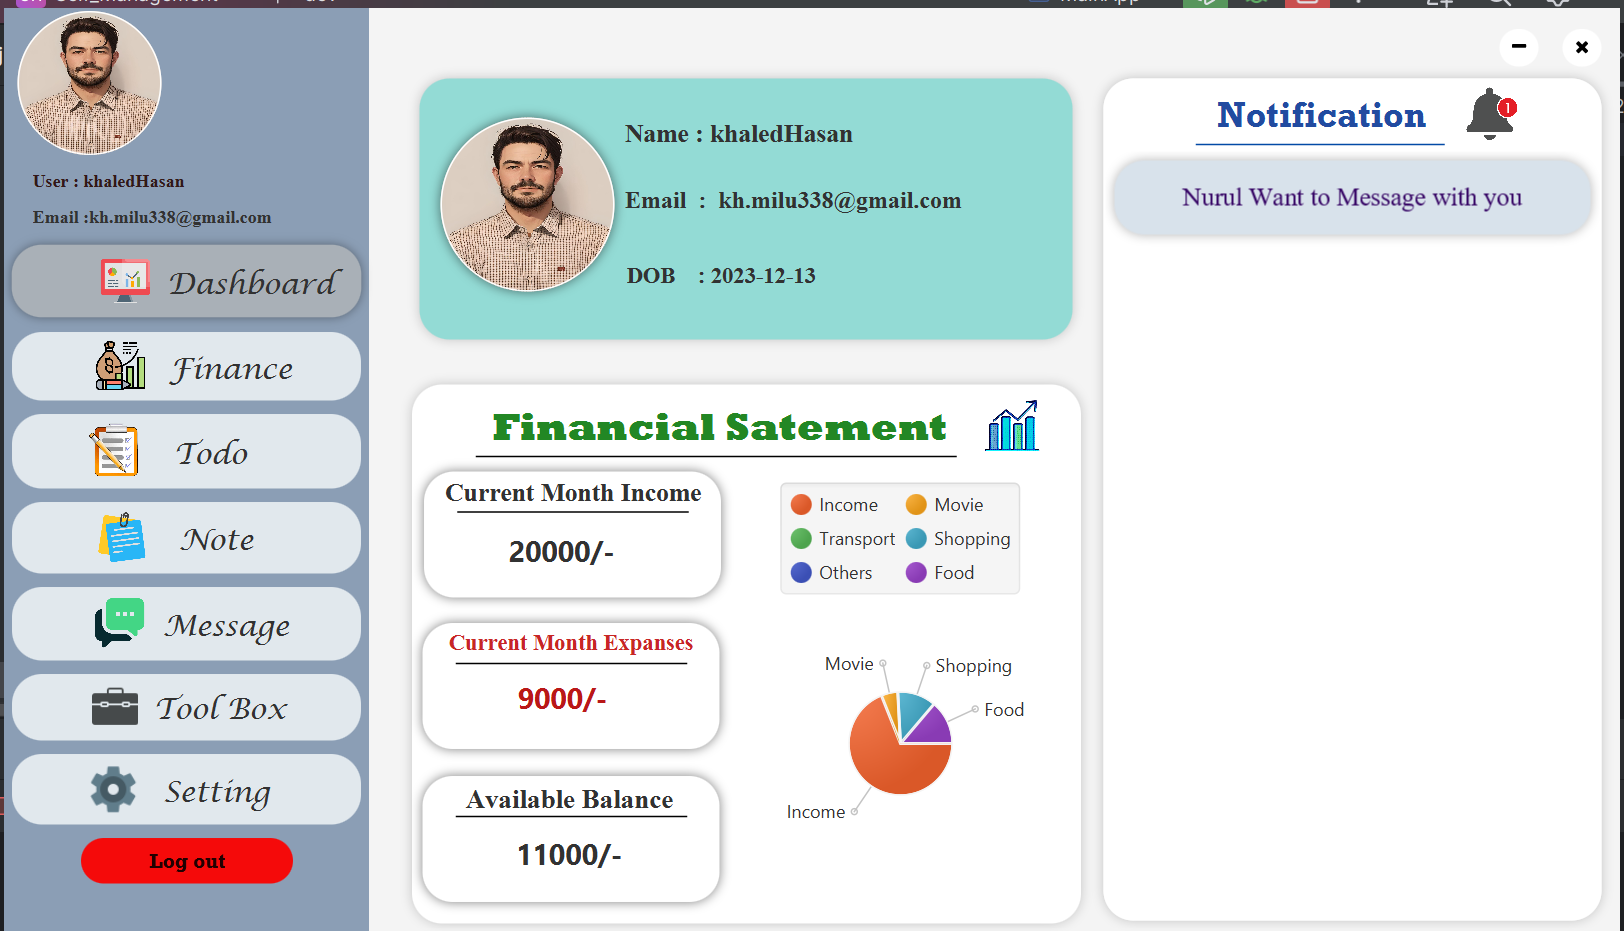 User : khaledHasan
Email :kh.milu338@gmail.com
Dashboard
Finance
Todo
Note
Message
Tool Box
Setting
Log out
Name : khaledHasan
Email : kh.milu338@gmail.com
DOB : 2023-12-13
Financial Satement
Current Month Income
20000/-
Current Month Expanses
9000/-
Available Balance
11000/-
Income Movie
Transport Shopping
Others Food
Movie
Shopping
Food
Income
Notification
1
Nurul Want to Message with you